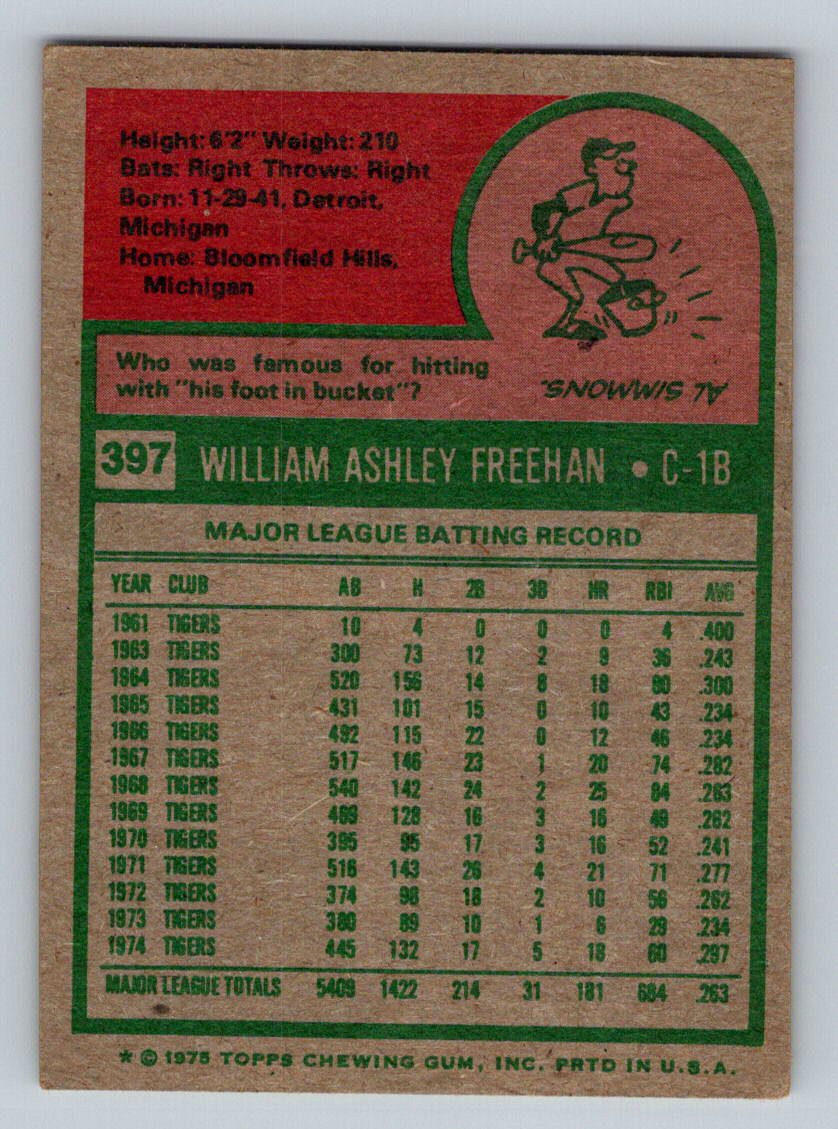 Height: 6'2" Weight: 210
Bats: Right Throws: Right
Born: 11-29-41, Detroit,
Michigan
Home: Bloomfield Hills,
Michigan
Who was famous for hitting
with "his foot in bucket"?
AL SIMMONS.
397 WILLIAM ASHLEY FREEHAN • C-1B
MAJOR LEAGUE BATTING RECORD
YEAR CLUB AB H 2B 3B HR RBI AVG
1961 TIGERS 10 4 0 0 0 4 .400
1963 TIGERS 300 73 12 2 9 36 .243
1964 TIGERS 520 156 14 8 18 80 .300
1965 TIGERS 431 101 15 0 10 43 .234
1966 TIGERS 492 115 22 0 12 46 .234
1967 TIGERS 517 146 23 1 20 74 .282
1968 TIGERS 540 142 24 2 25 84 .263
1969 TIGERS 489 128 16 3 16 49 .262
1970 TIGERS 395 95 17 3 16 52 .241
1971 TIGERS 516 143 26 4 21 71 .277
1972 TIGERS 374 98 18 2 10 56 .262
1973 TIGERS 380 89 10 1 6 29 .234
1974 TIGERS 445 132 17 5 18 60 .297
MAJOR LEAGUE TOTALS 5409 1422 214 31 181 684 .263
* © 1975 TOPPS CHEWING GUM, INC. PRTD IN U.S.A.